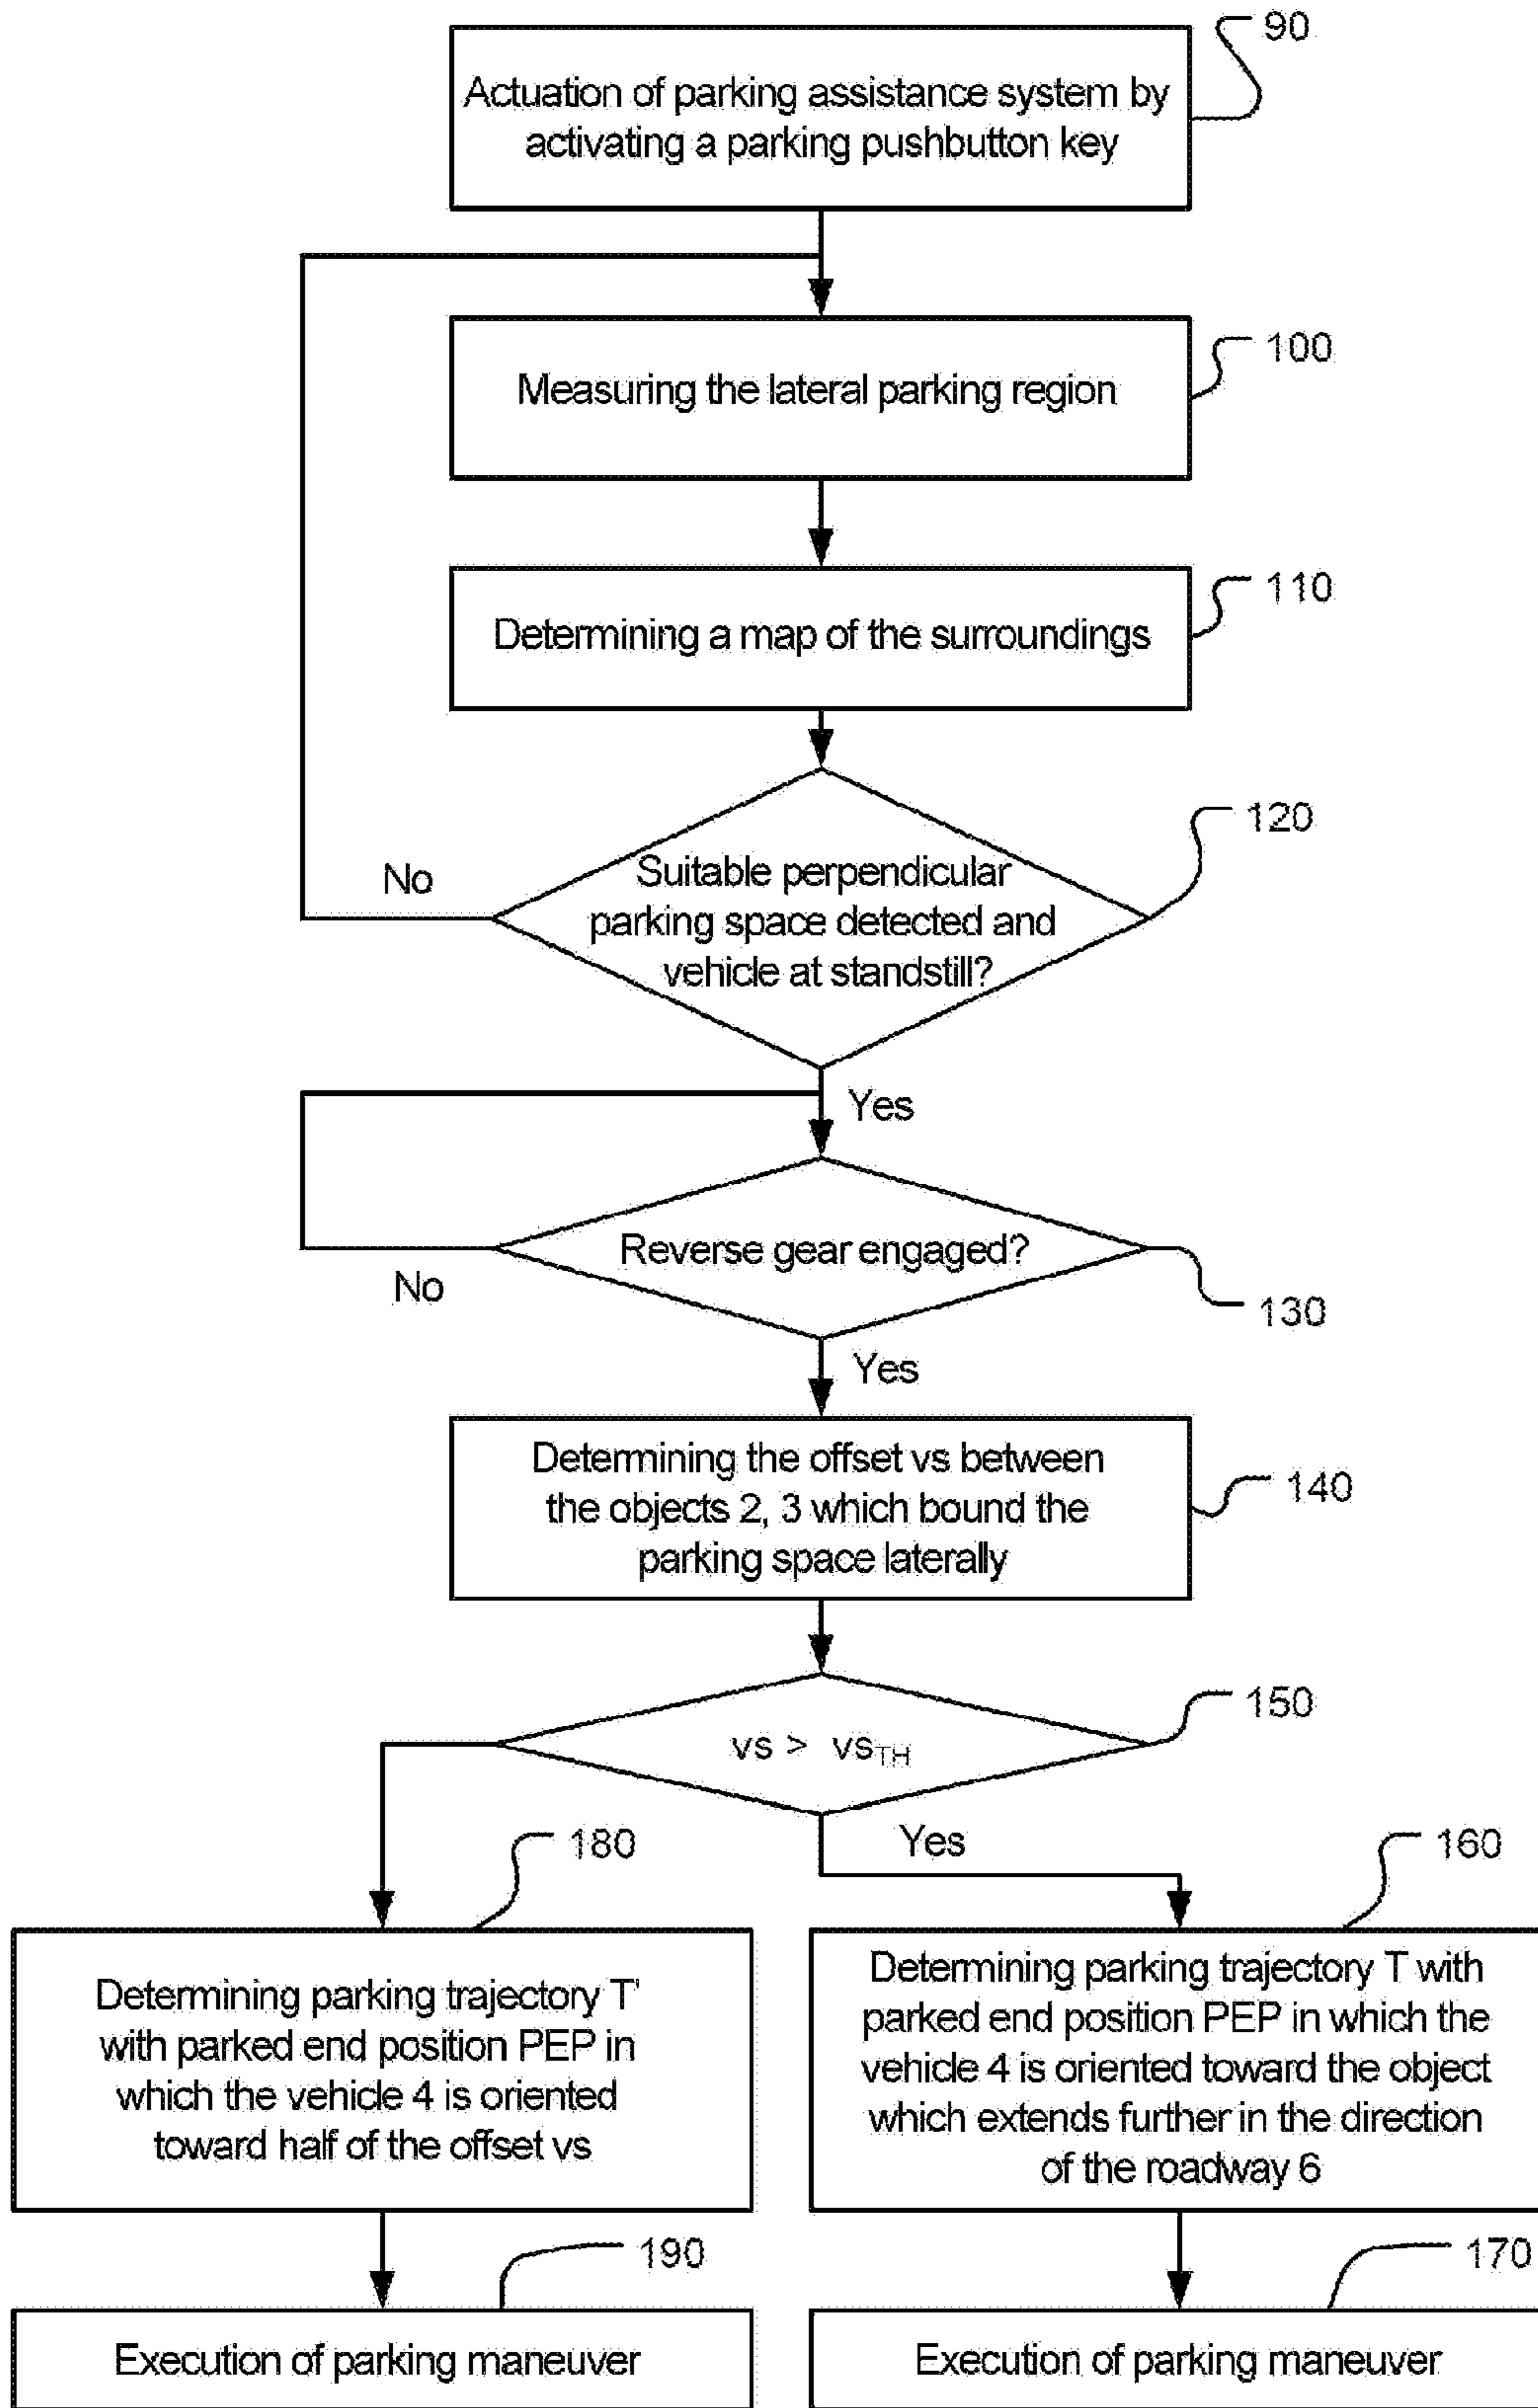 90
Actuation of parking assistance system by
activating a parking pushbutton key
100
Measuring the lateral parking region
110
Determining a map of the surroundings
120
No
Suitable perpendicular
parking space detected and
vehicle at standstill?
Yes
Reverse gear engaged?
No
130
Yes
Determining the offset vs between
the objects 2, 3 which bound the
parking space laterally
140
150
vs > vsTH
Yes
180
160
Determining parking trajectory T'
with parked end position PEP in
which the vehicle 4 is oriented
toward half of the offset vs
Determining parking trajectory T with
parked end position PEP in which the
vehicle 4 is oriented toward the object
which extends further in the direction
of the roadway 6
190
170
Execution of parking maneuver
Execution of parking maneuver